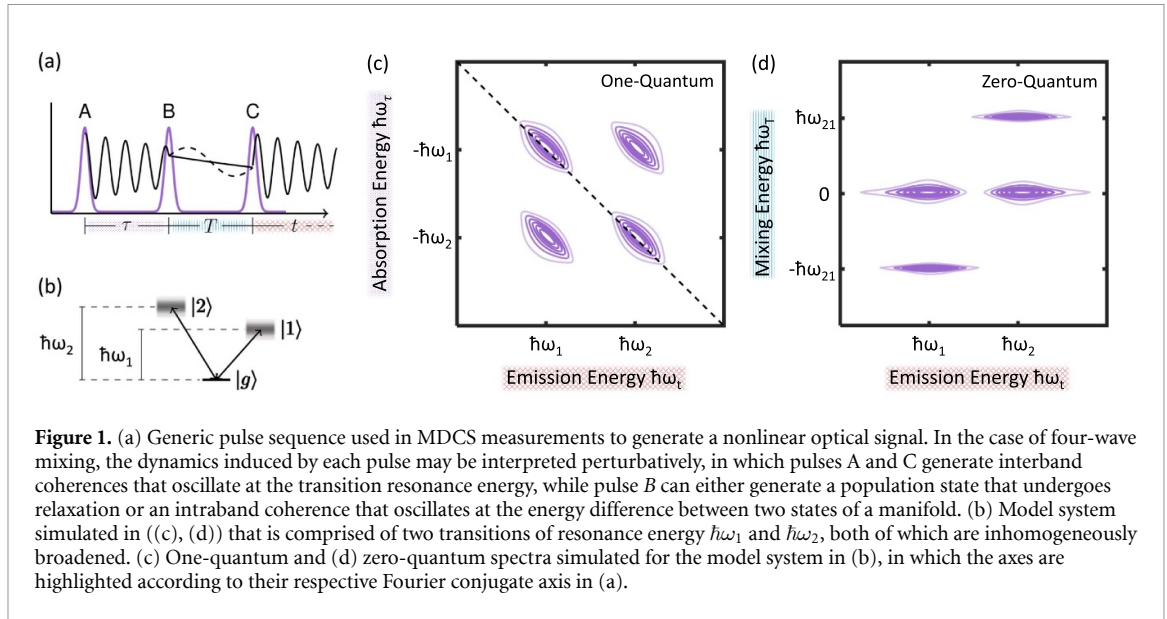 (a)
A B C
τ T t
(b)
|2⟩
|1⟩
ħω₂
ħω₁
|g⟩
(c)
One-Quantum
Absorption Energy ħωτ
-ħω₁
-ħω₂
ħω₁ ħω₂
Emission Energy ħωt
(d)
Zero-Quantum
Mixing Energy ħωT
ħω₂₁
0
-ħω₂₁
ħω₁ ħω₂
Emission Energy ħωt
Figure 1. (a) Generic pulse sequence used in MDCS measurements to generate a nonlinear optical signal. In the case of four-wave
mixing, the dynamics induced by each pulse may be interpreted perturbatively, in which pulses A and C generate interband
coherences that oscillate at the transition resonance energy, while pulse B can either generate a population state that undergoes
relaxation or an intraband coherence that oscillates at the energy difference between two states of a manifold. (b) Model system
simulated in ((c), (d)) that is comprised of two transitions of resonance energy ħω₁ and ħω₂, both of which are inhomogeneously
broadened. (c) One-quantum and (d) zero-quantum spectra simulated for the model system in (b), in which the axes are
highlighted according to their respective Fourier conjugate axis in (a).